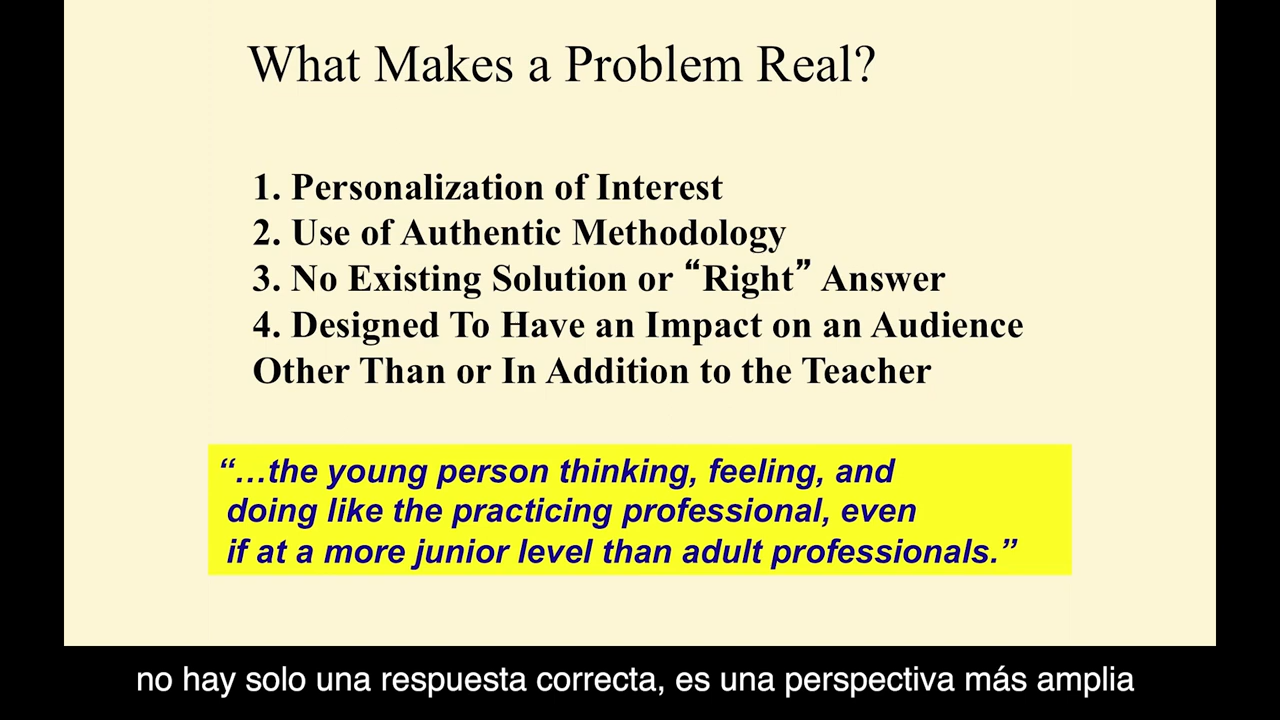 What Makes a Problem Real?
1. Personalization of Interest
2. Use of Authentic Methodology
3. No Existing Solution or “Right” Answer
4. Designed To Have an Impact on an Audience
Other Than or In Addition to the Teacher
“…the young person thinking, feeling, and
doing like the practicing professional, even
if at a more junior level than adult professionals.”
no hay solo una respuesta correcta, es una perspectiva más amplia